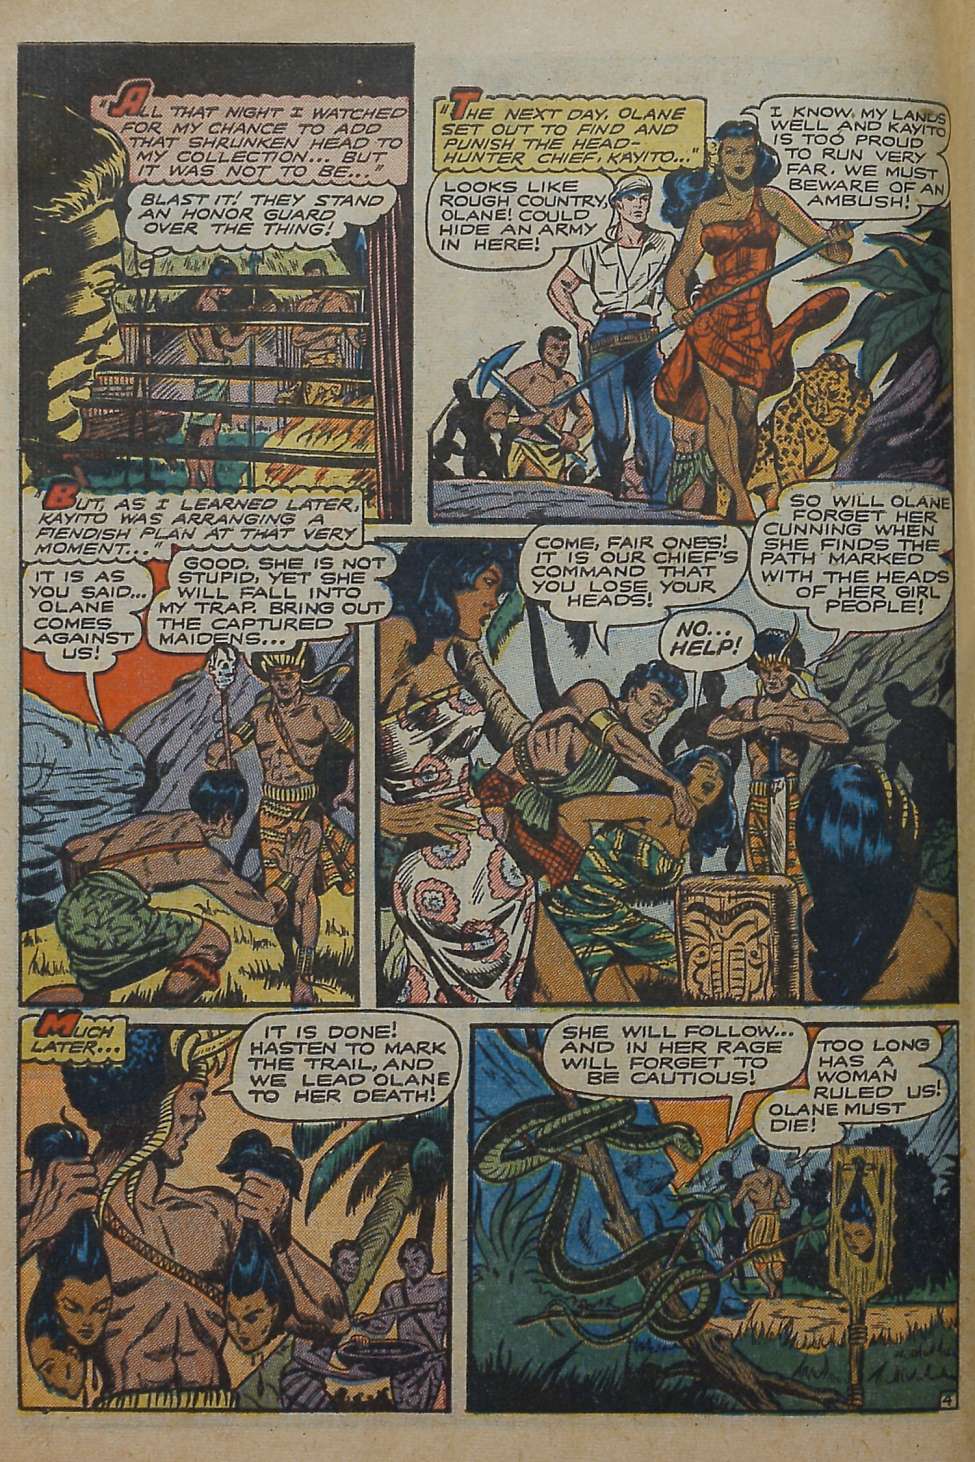 "ALL THAT NIGHT I WATCHED
FOR MY CHANCE TO ADD
THAT SHRUNKEN HEAD TO
MY COLLECTION... BUT
IT WAS NOT TO BE..."
BLAST IT! THEY STAND
AN HONOR GUARD
OVER THE THING!
"THE NEXT DAY, OLANE
SET OUT TO FIND AND
PUNISH THE HEAD-
HUNTER CHIEF, KAYITO..."
LOOKS LIKE
ROUGH COUNTRY,
OLANE! COULD
HIDE AN ARMY
IN HERE!
I KNOW MY LANDS
WELL AND KAYITO
IS TOO PROUD
TO RUN VERY
FAR. WE MUST
BEWARE OF AN
AMBUSH!
"BUT, AS I LEARNED LATER,
KAYITO WAS ARRANGING A
FIENDISH PLAN AT THAT VERY
MOMENT..."
IT IS AS
YOU SAID...
OLANE
COMES
AGAINST
US!
GOOD. SHE IS NOT
STUPID, YET SHE
WILL FALL INTO
MY TRAP. BRING OUT
THE CAPTURED
MAIDENS...
COME, FAIR ONES!
IT IS OUR CHIEF'S
COMMAND THAT
YOU LOSE YOUR
HEADS!
NO...
HELP!
SO WILL OLANE
FORGET HER
CUNNING WHEN
SHE FINDS THE
PATH MARKED
WITH THE HEADS
OF HER GIRL
PEOPLE!
MUCH
LATER...
IT IS DONE!
HASTEN TO MARK
THE TRAIL, AND
WE LEAD OLANE
TO HER DEATH!
SHE WILL FOLLOW...
AND IN HER RAGE
WILL FORGET TO
BE CAUTIOUS!
TOO LONG
HAS A
WOMAN
RULED US!
OLANE MUST
DIE!
4